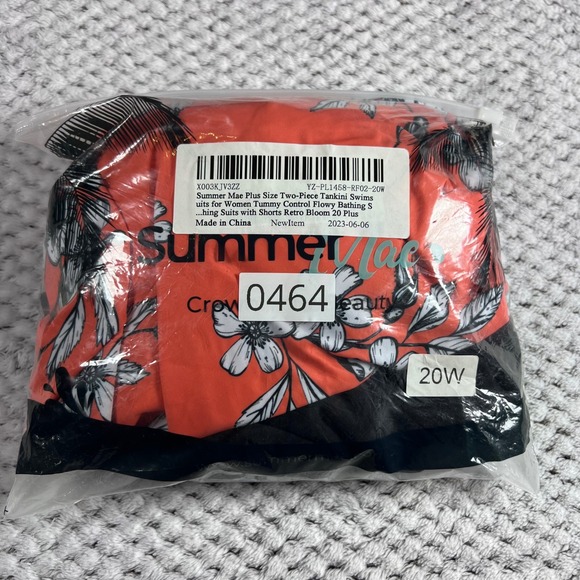 X003KJV3ZZ YZ-PL1458-RF02-20W
Summer Mae Plus Size Two-Piece Tankini Swims
uits for Women Tummy Control Flowy Bathing S
...hing Suits with Shorts Retro Bloom 20 Plus
Made in China NewItem 2023-06-06
Summer Mae
0464
20W